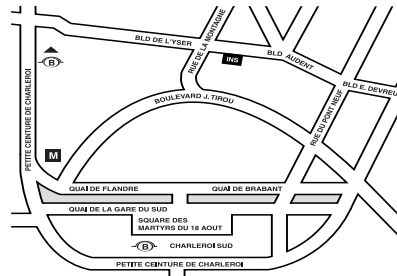 BLD DE L'YSER
RUE DE LA MONTAGNE
INS
BLD AUDENT
BLD E. DEVREU
B
PETITE CEINTURE DE CHARLEROI
BOULEVARD J. TIROU
RUE DU PONT NEUF
M
QUAI DE FLANDRE
QUAI DE BRABANT
QUAI DE LA GARE DU SUD
SQUARE DES
MARTYRS DU 18 AOUT
B
CHARLEROI SUD
PETITE CEINTURE DE CHARLEROI